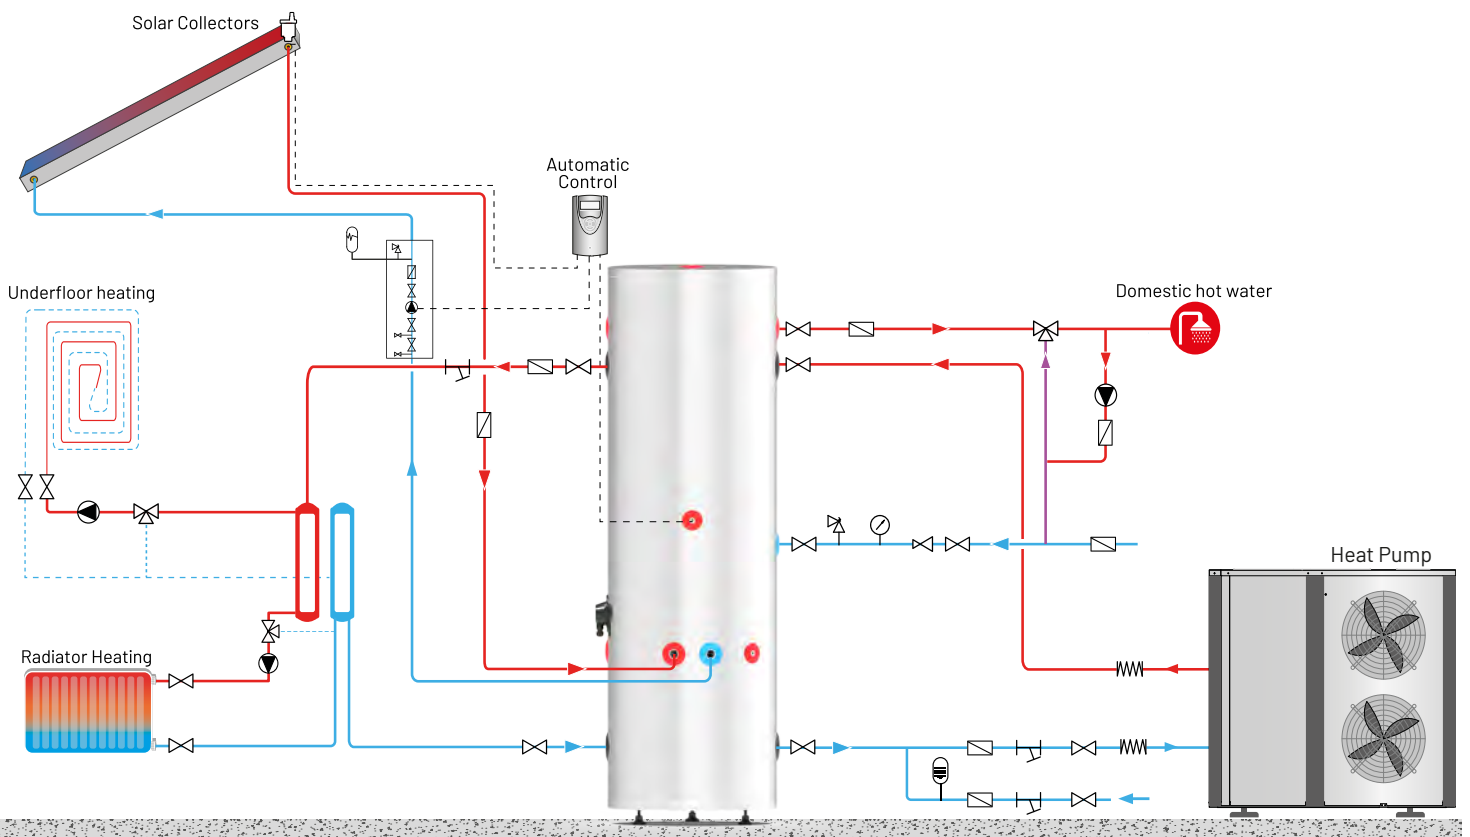 Solar Collectors
Automatic
Control
Underfloor heating
Domestic hot water
Heat Pump
Radiator Heating